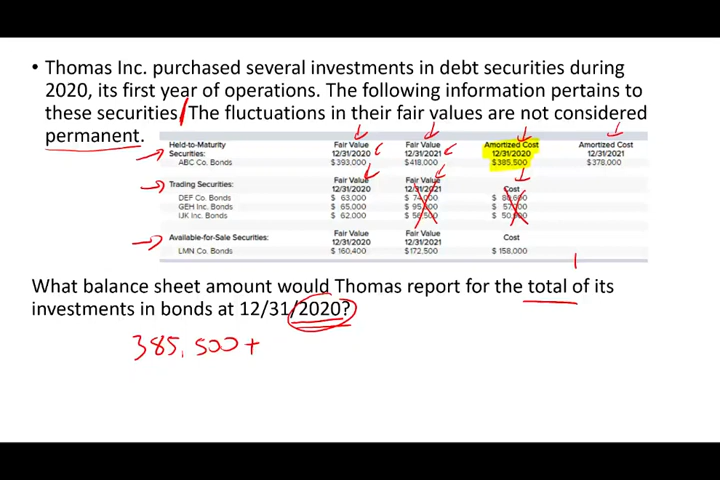 • Thomas Inc. purchased several investments in debt securities during
2020, its first year of operations. The following information pertains to
these securities. The fluctuations in their fair values are not considered
permanent.
Held-to-Maturity Securities: Fair Value 12/31/2020 Fair Value 12/31/2021 Amortized Cost 12/31/2020 Amortized Cost 12/31/2021
ABC Co. Bonds $393,000 $418,000 $385,500 $378,000
Trading Securities: Fair Value 12/31/2020 Fair Value 12/31/2021 Cost
DEF Co. Bonds $ 63,000
GEH Inc. Bonds $ 65,000
IJK Inc. Bonds $ 62,000
Available-for-Sale Securities: Fair Value 12/31/2020 Fair Value 12/31/2021 Cost
LMN Co. Bonds $ 160,400 $172,500 $ 158,000
What balance sheet amount would Thomas report for the total of its
investments in bonds at 12/31/2020?
385,500+